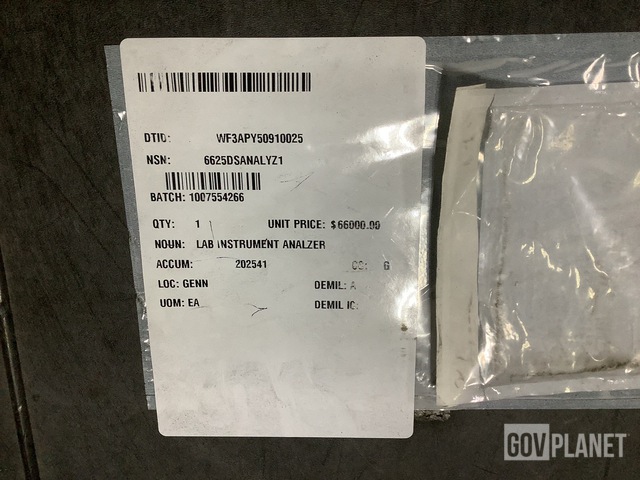 DTID: WF3APY50910025
NSN: 6625DSANALYZ1
BATCH: 1007554266
QTY: 1 UNIT PRICE: $66000.00
NOUN: LAB INSTRUMENT ANALZER
ACCUM: 202541 CC: G
LOC: GENN DEMIL: A
UOM: EA DEMIL IC:
GOVPLANET